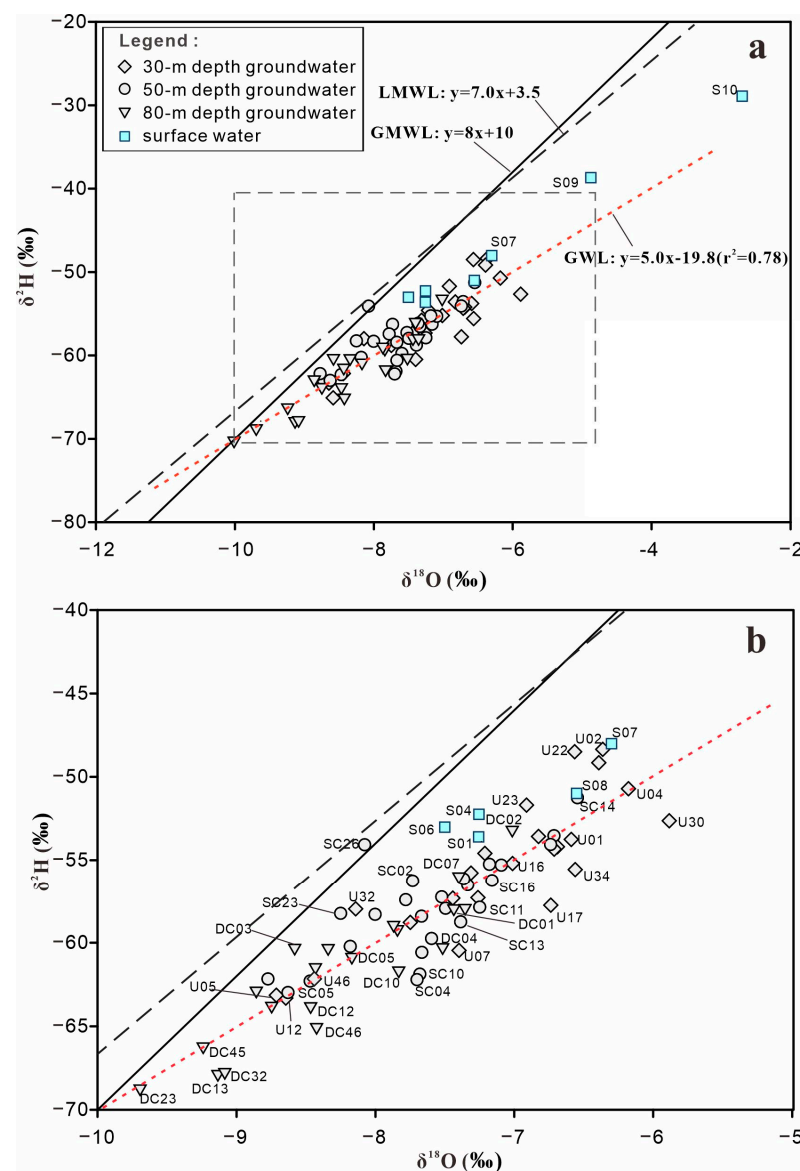 −20
−30
−40
−50
−60
−70
−80
δ²H (‰)
Legend :
30-m depth groundwater
50-m depth groundwater
80-m depth groundwater
surface water
a
LMWL: y=7.0x+3.5
GMWL: y=8x+10
S10
S09
S07
GWL: y=5.0x-19.8(r²=0.78)
−12
−10
−8
−6
−4
−2
δ¹⁸O (‰)
−40
−45
−50
−55
−60
−65
−70
δ²H (‰)
b
U02
S07
U22
S08
SC14
U04
U23
S04
DC02
U30
S06
S01
U01
SC26
DC07
U16
SC02
SC16
U34
SC23
U32
SC11
DC01
U17
DC03
DC04
SC13
DC05
U07
DC10
SC10
U05
U46
SC05
SC04
DC12
U12
DC46
DC45
DC32
DC13
DC23
−10
−9
−8
−7
−6
−5
δ¹⁸O (‰)